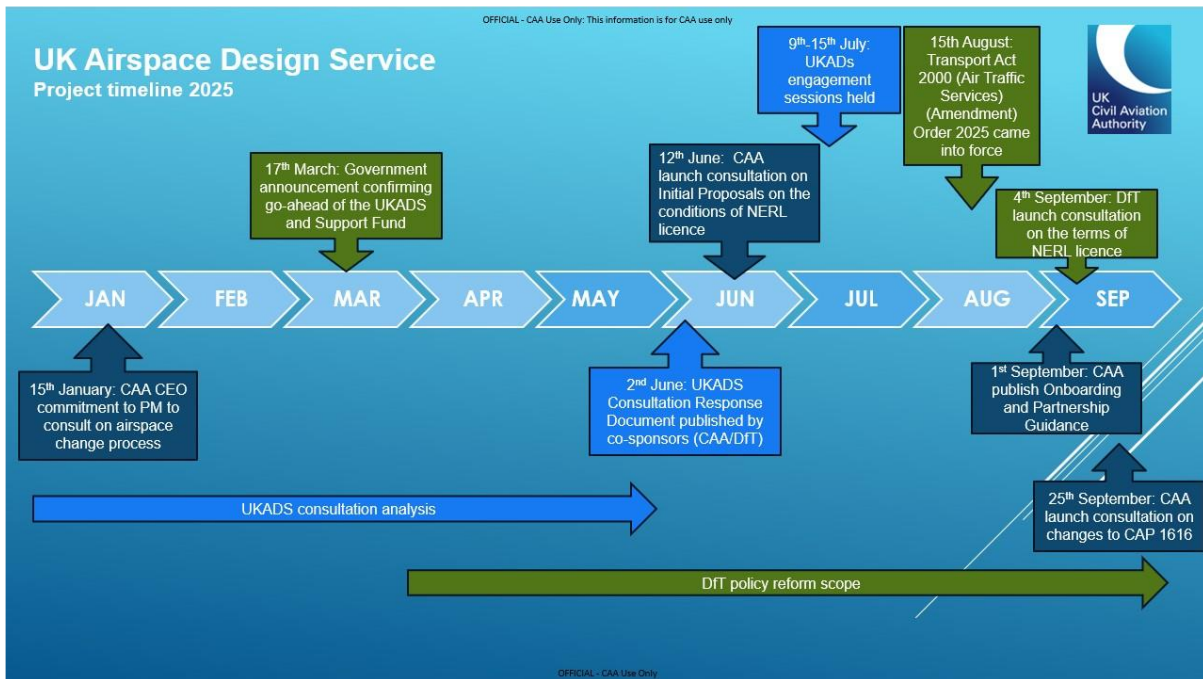 OFFICIAL - CAA Use Only: This information is for CAA use only
UK Airspace Design Service
Project timeline 2025
9th-15th July:
UKADs
engagement
sessions held
15th August:
Transport Act
2000 (Air Traffic
Services)
(Amendment)
Order 2025 came
into force
UK
Civil Aviation
Authority
17th March: Government
announcement confirming
go-ahead of the UKADS
and Support Fund
12th June: CAA
launch consultation on
Initial Proposals on the
conditions of NERL
licence
4th September: DfT
launch consultation
on the terms of
NERL licence
JAN
FEB
MAR
APR
MAY
JUN
JUL
AUG
SEP
15th January: CAA CEO
commitment to PM to
consult on airspace
change process
2nd June: UKADS
Consultation Response
Document published by
co-sponsors (CAA/DfT)
1st September: CAA
publish Onboarding
and Partnership
Guidance
25th September: CAA
launch consultation on
changes to CAP 1616
UKADS consultation analysis
DfT policy reform scope
OFFICIAL - CAA Use Only